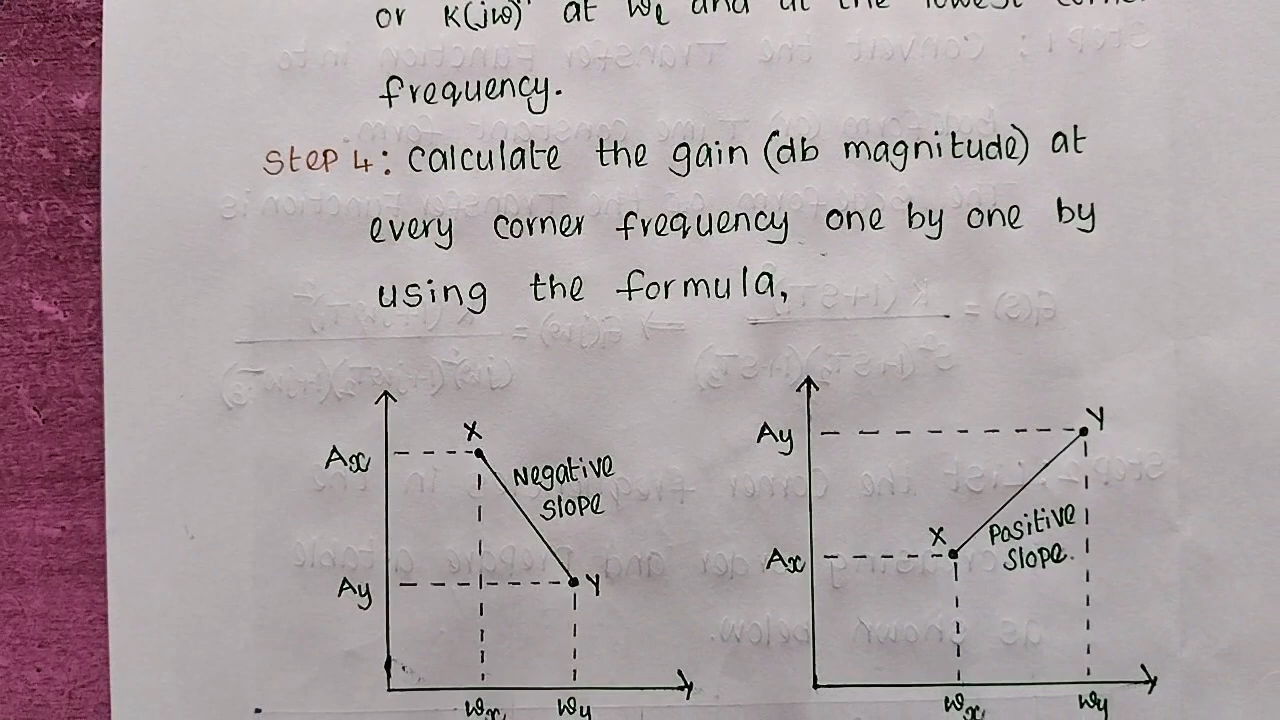 or K(jω) at ωl and at the lowest corner
frequency.
Step 4: calculate the gain (db magnitude) at
every corner frequency one by one by
using the formula,
X
Ax
Negative
slope
Ay
Y
ωx ωy
Y
Ay
X
Positive
slope.
Ax
ωx ωy